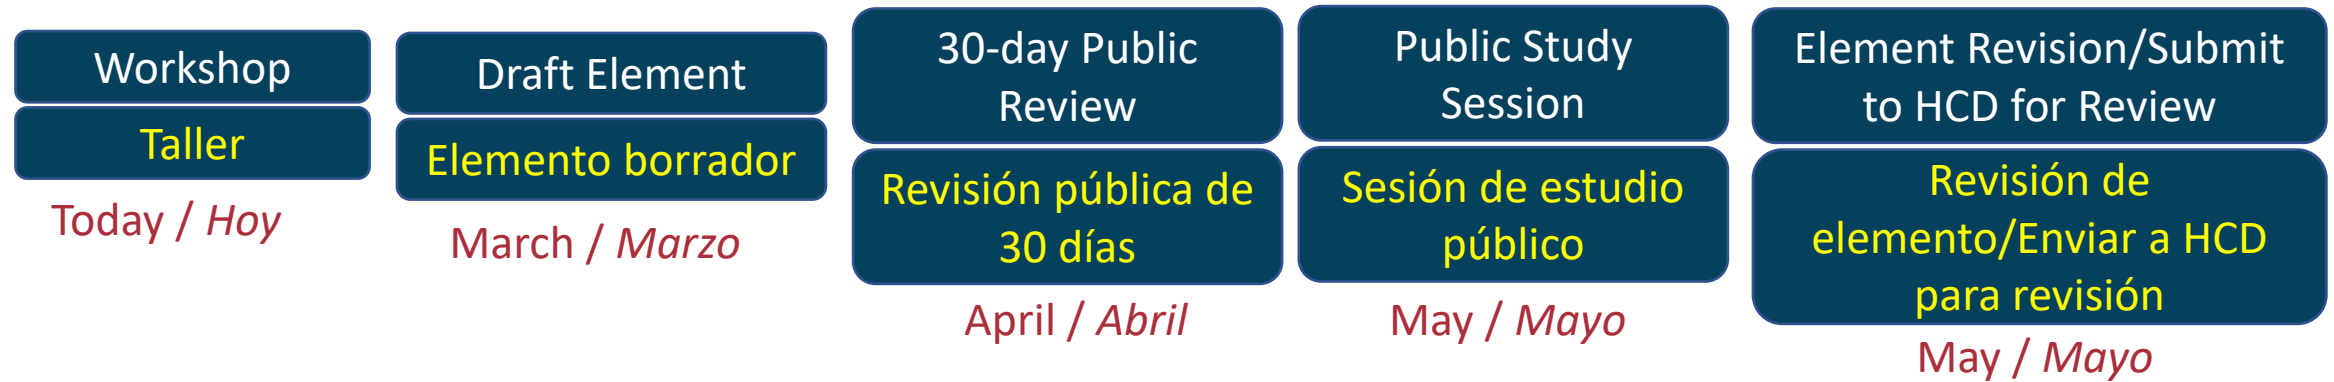 Workshop
Taller
Today / Hoy
Draft Element
Elemento borrador
March / Marzo
30-day Public
Review
Revisión pública de
30 días
April / Abril
Public Study
Session
Sesión de estudio
público
May / Mayo
Element Revision/Submit
to HCD for Review
Revisión de
elemento/Enviar a HCD
para revisión
May / Mayo